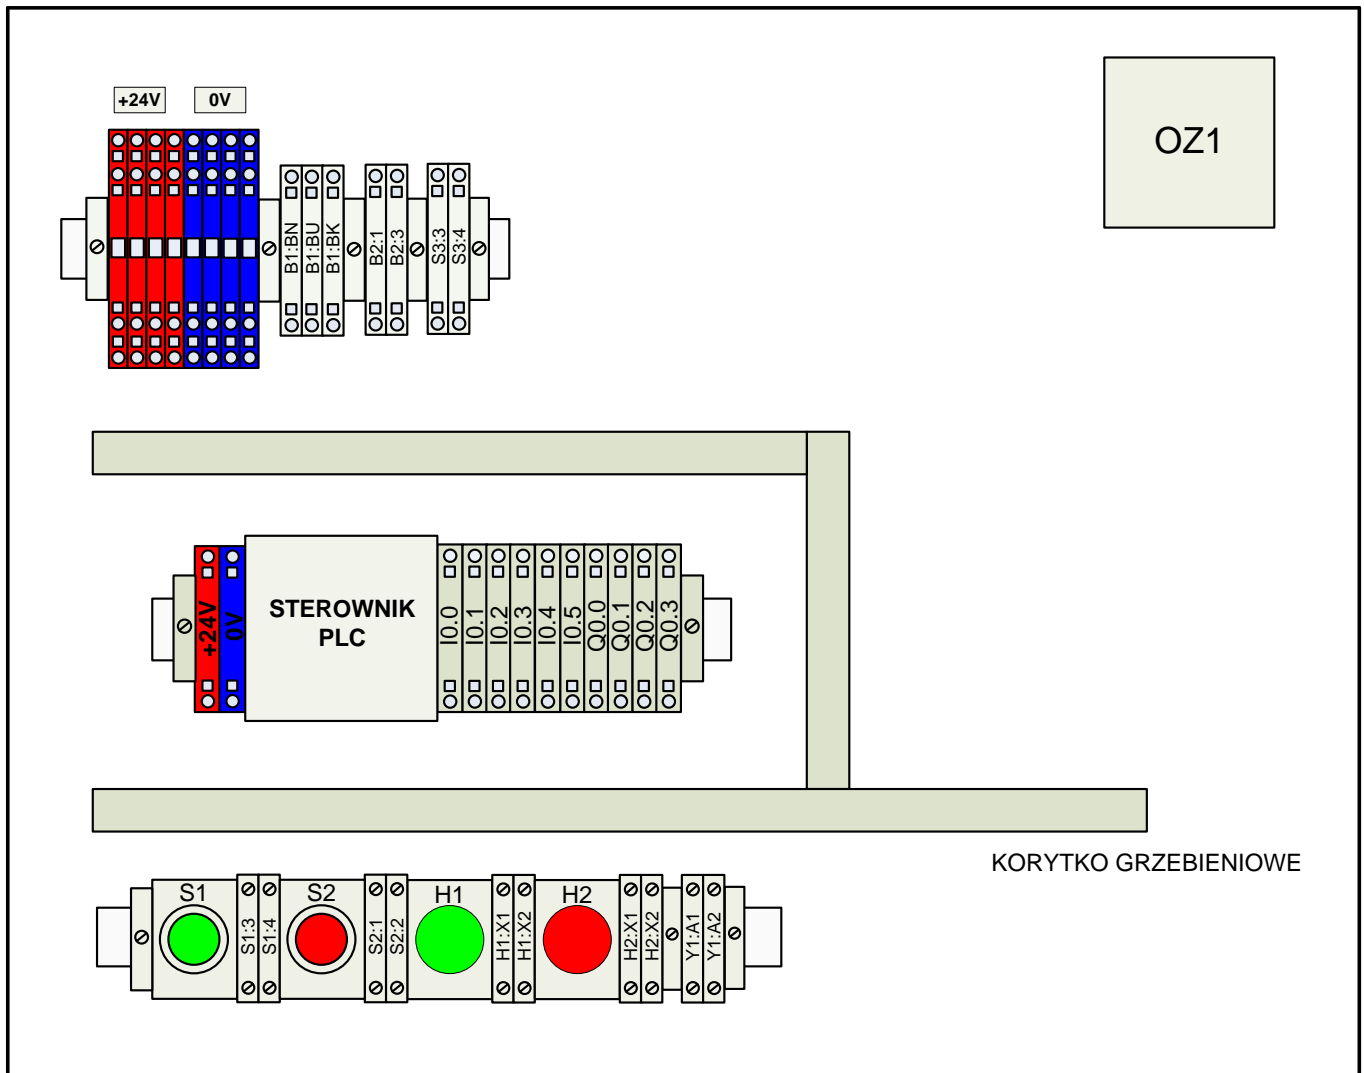 +24V 0V
OZ1
B1:BN
B1:BU
B1:BK
B2:1
B2:3
S3:3
S3:4
+24V
0V
STEROWNIK
PLC
I0.0
I0.1
I0.2
I0.3
I0.4
I0.5
Q0.0
Q0.1
Q0.2
Q0.3
KORYTKO GRZEBIENIOWE
S1
S1:3
S1:4
S2
S2:1
S2:2
H1
H1:X1
H1:X2
H2
H2:X1
H2:X2
Y1:A1
Y1:A2